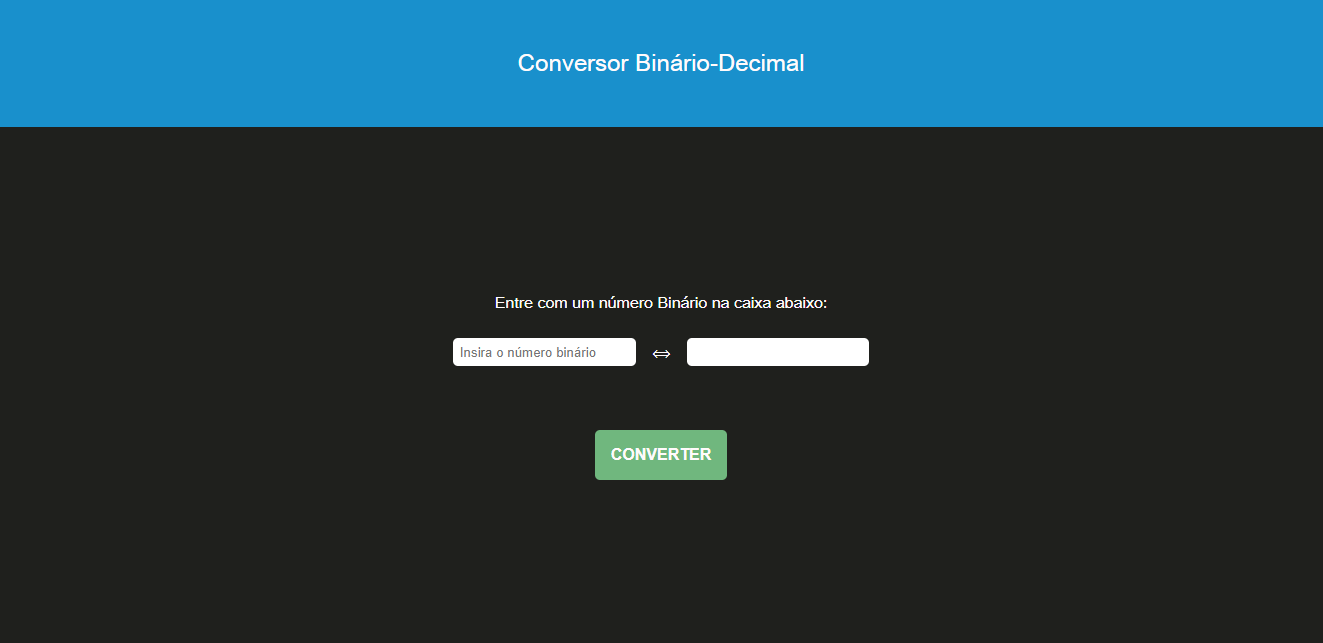 Conversor Binário-Decimal
Entre com um número Binário na caixa abaixo:
Insira o número binário ⇔
CONVERTER